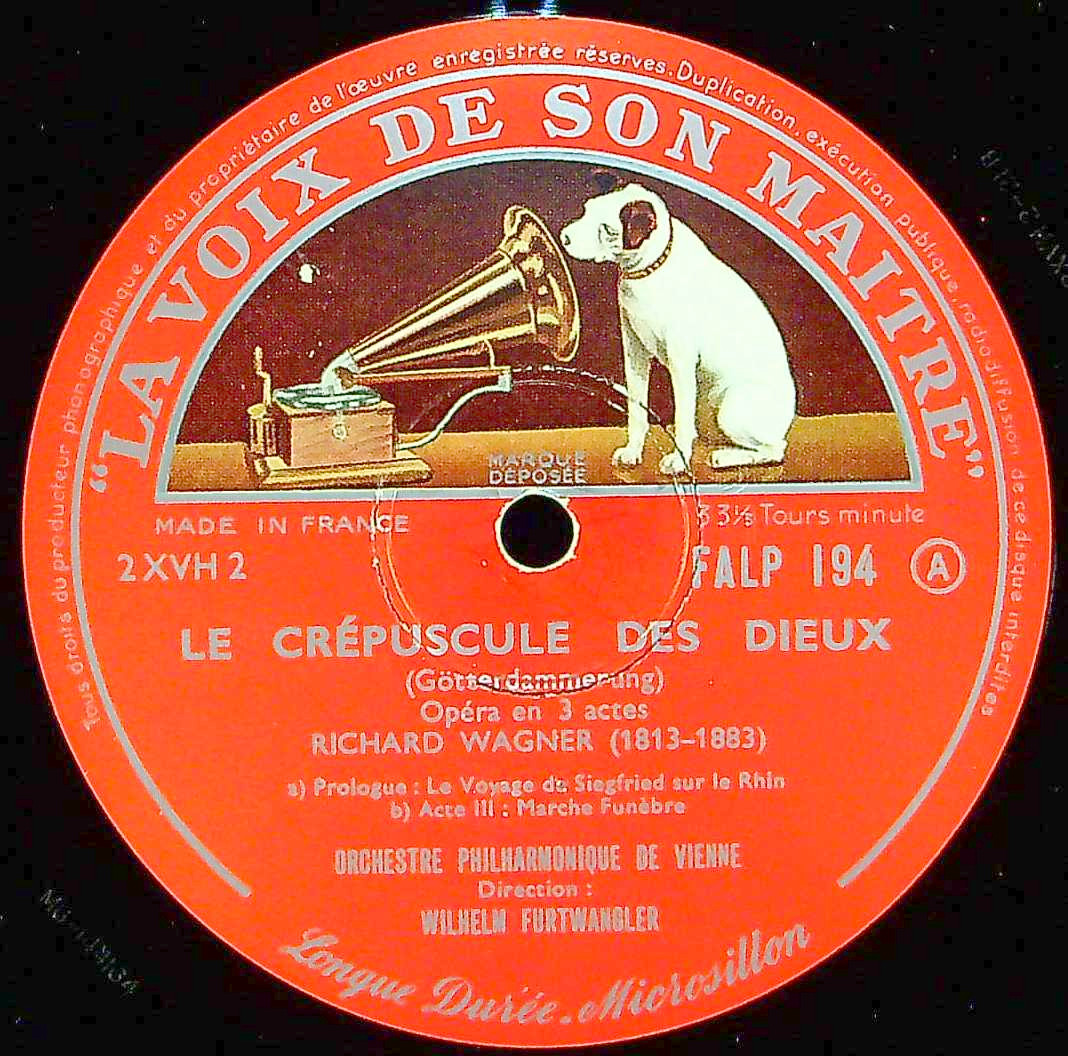 Tous droits du producteur phonographique et du propriétaire de l'œuvre enregistrée réservés. Duplication, exécution publique, radiodiffusion de ce disque interdites
"LA VOIX DE SON MAITRE"
MARQUE
DÉPOSÉE
MADE IN FRANCE
33⅓ Tours minute
2XVH 2
FALP 194 A
LE CRÉPUSCULE DES DIEUX
(Götterdammerung)
Opéra en 3 actes
RICHARD WAGNER (1813-1883)
a) Prologue : Le Voyage de Siegfried sur le Rhin
b) Acte III : Marche Funèbre
ORCHESTRE PHILHARMONIQUE DE VIENNE
Direction :
WILHELM FURTWANGLER
Longue Durée. Microsillon